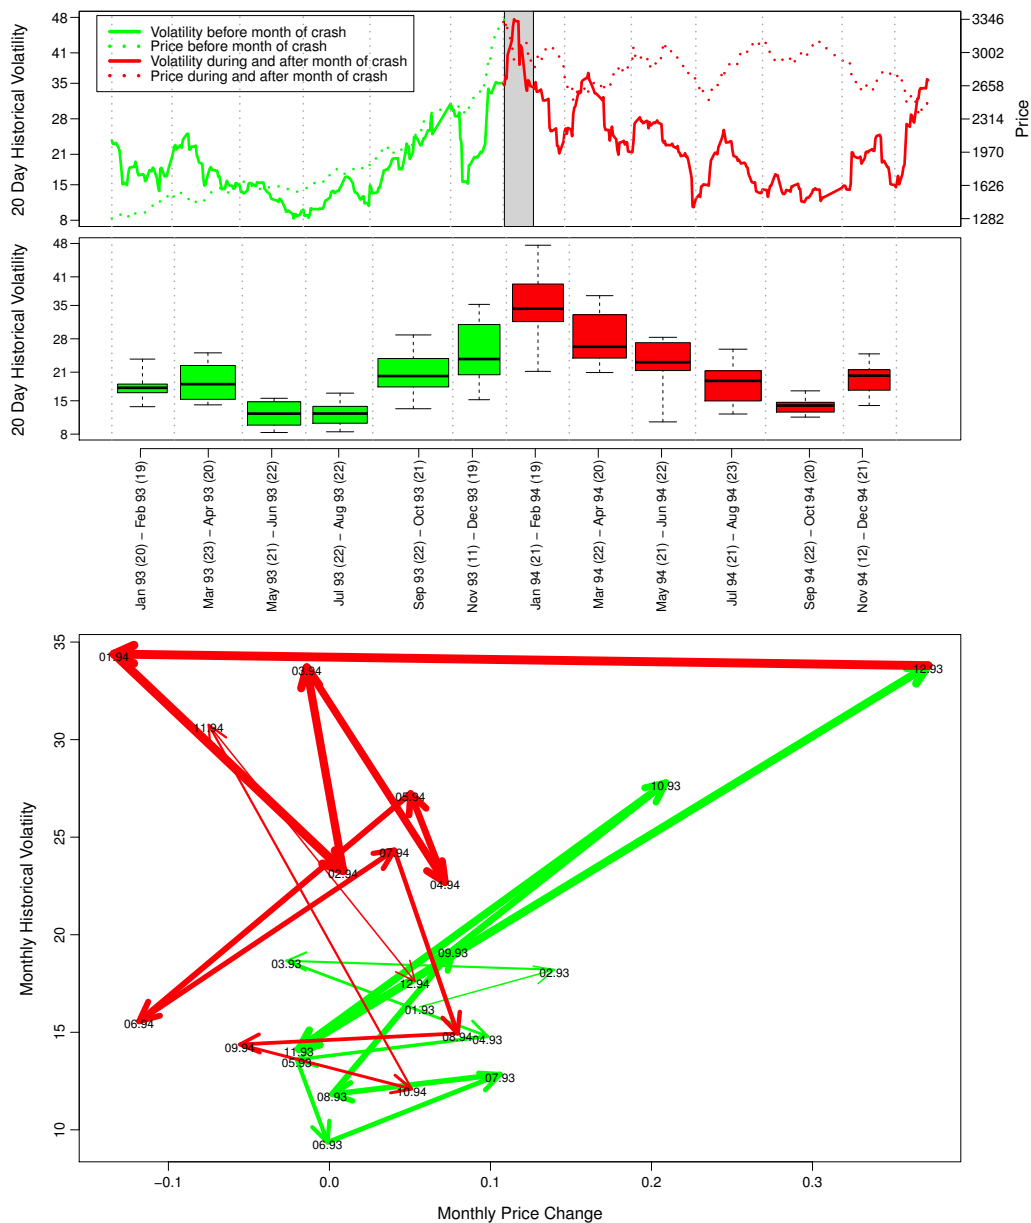 Volatility before month of crash
Price before month of crash
Volatility during and after month of crash
Price during and after month of crash
20 Day Historical Volatility
48
41
35
28
21
15
8
3346
3002
2658
2314
1970
1626
1282
Price
20 Day Historical Volatility
48
41
35
28
21
15
8
Jan 93 (20) − Feb 93 (19)
Mar 93 (23) − Apr 93 (20)
May 93 (21) − Jun 93 (22)
Jul 93 (22) − Aug 93 (22)
Sep 93 (22) − Oct 93 (21)
Nov 93 (11) − Dec 93 (19)
Jan 94 (21) − Feb 94 (19)
Mar 94 (22) − Apr 94 (20)
May 94 (21) − Jun 94 (22)
Jul 94 (21) − Aug 94 (23)
Sep 94 (22) − Oct 94 (20)
Nov 94 (12) − Dec 94 (21)
Monthly Historical Volatility
35
30
25
20
15
10
01.94
12.93
03.94
11.94
10.93
05.94
07.94
02.94
04.94
09.93
03.93
02.93
12.94
01.93
06.94
08.94
04.93
09.94
11.93
05.93
07.93
10.94
08.93
06.93
−0.1
0.0
0.1
0.2
0.3
Monthly Price Change